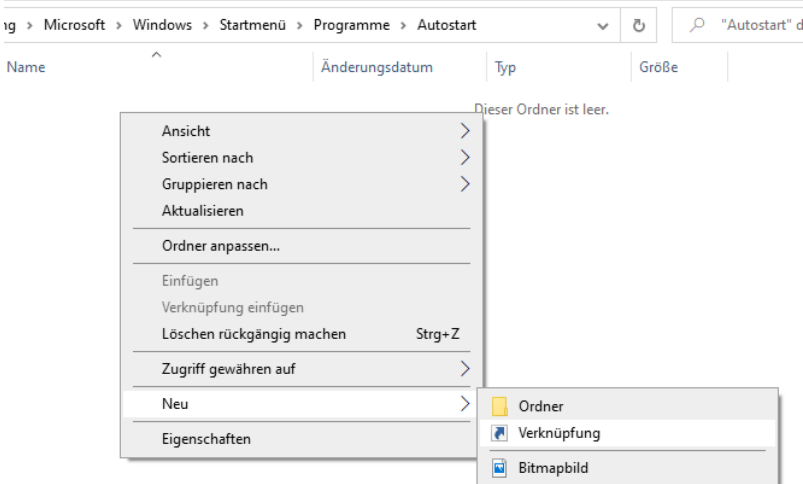 ng > Microsoft > Windows > Startmenü > Programme > Autostart "Autostart" d
Name Änderungsdatum Typ Größe
Dieser Ordner ist leer.
Ansicht
Sortieren nach
Gruppieren nach
Aktualisieren
Ordner anpassen...
Einfügen
Verknüpfung einfügen
Löschen rückgängig machen Strg+Z
Zugriff gewähren auf
Neu
Eigenschaften
Ordner
Verknüpfung
Bitmapbild